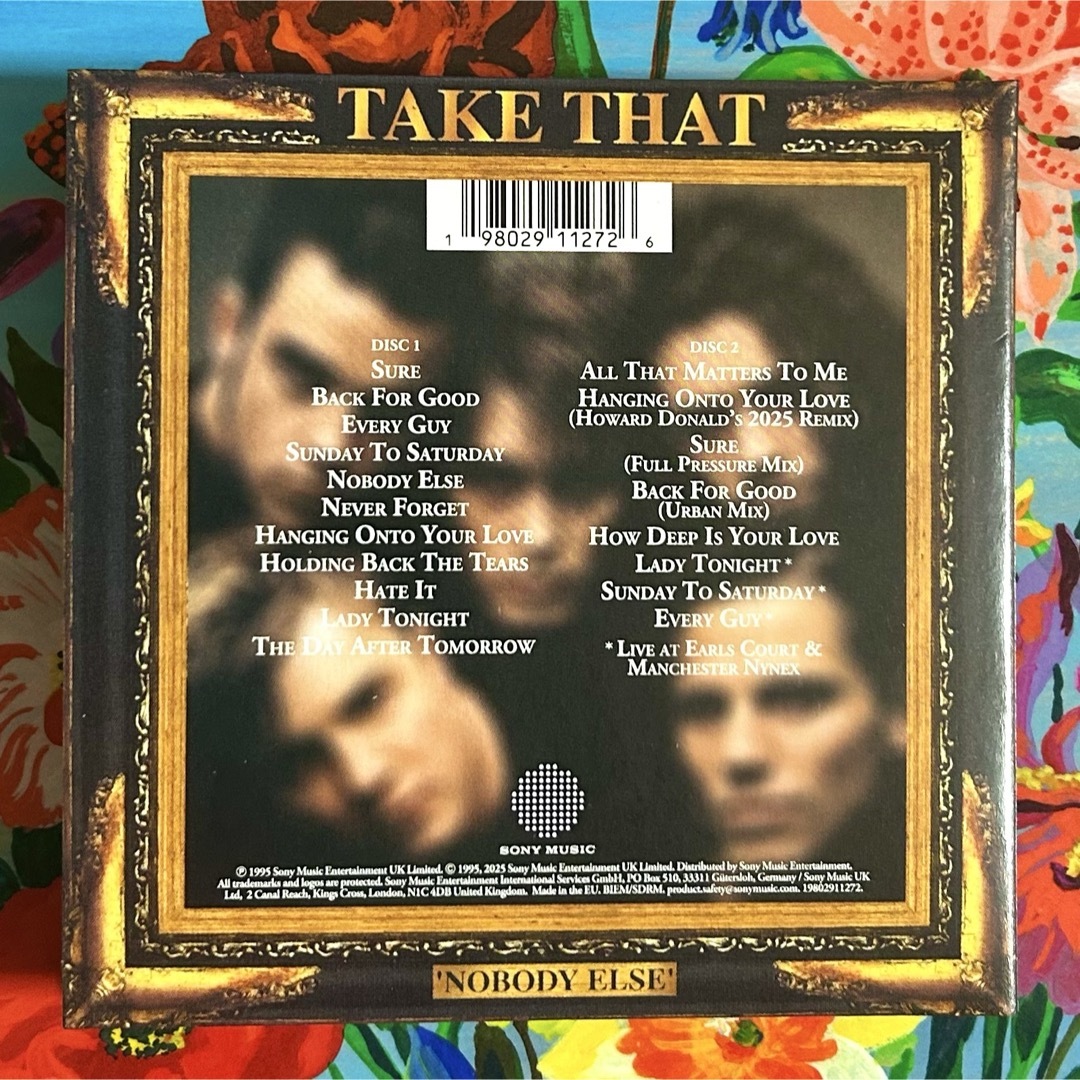 TAKE THAT
1 98029 11272 6
DISC 1
SURE
BACK FOR GOOD
EVERY GUY
SUNDAY TO SATURDAY
NOBODY ELSE
NEVER FORGET
HANGING ONTO YOUR LOVE
HOLDING BACK THE TEARS
HATE IT
LADY TONIGHT
THE DAY AFTER TOMORROW
DISC 2
ALL THAT MATTERS TO ME
HANGING ONTO YOUR LOVE
(HOWARD DONALD'S 2025 REMIX)
SURE
(FULL PRESSURE MIX)
BACK FOR GOOD
(URBAN MIX)
HOW DEEP IS YOUR LOVE
LADY TONIGHT*
SUNDAY TO SATURDAY*
EVERY GUY*
*LIVE AT EARLS COURT &
MANCHESTER NYNEX
SONY MUSIC
℗ 1995 Sony Music Entertainment UK Limited. © 1995, 2025 Sony Music Entertainment UK Limited. Distributed by Sony Music Entertainment.
All trademarks and logos are protected. Sony Music Entertainment International Services GmbH, PO Box 510, 33311 Gütersloh, Germany / Sony Music UK
Ltd, 2 Canal Reach, Kings Cross, London, N1C 4DB United Kingdom. Made in the EU. BIEM/SDRM. product.safety@sonymusic.com. 19802911272.
'NOBODY ELSE'